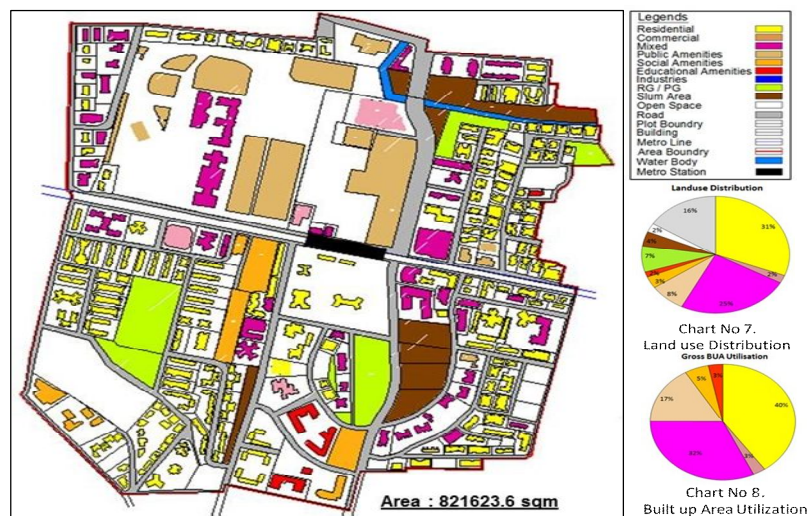 Legends
Residential
Commercial
Mixed
Public Amenities
Social Amenities
Educational Amenities
Industries
RG / PG
Slum Area
Open Space
Road
Plot Boundry
Building
Metro Line
Area Boundry
Water Body
Metro Station
Landuse Distribution
16%
31%
2%
4%
7%
2%
3%
8%
25%
2%
Chart No 7.
Land use Distribution
Gross BUA Utilisation
5%
3%
17%
40%
32%
3%
Chart No 8.
Built up Area Utilization
Area : 821623.6 sqm